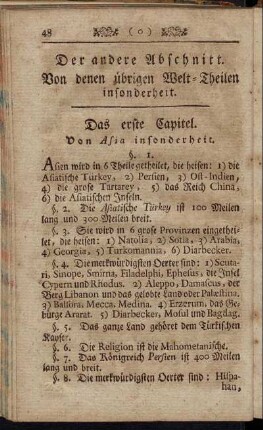 48 ( o )
Der andere Abschnitt.
Von denen übrigen Welt-Theilen
insonderheit.
Das erste Capitel.
Von Asia insonderheit.
§. 1.
Asien wird in 6 Theile getheilet, die heisen: 1) die
Asiatische Türkey, 2) Persien, 3) Ost-Indien,
4) die grose Tartarey, 5) das Reich China,
6) die Asiatischen Inseln.
§. 2. Die Asiatische Türkey ist 100 Meilen
lang und 300 Meilen breit.
§. 3. Sie wird in 6 grose Provinzen eingethei-
let, die heisen: 1) Natolia, 2) Sotia, 3) Arabia,
4) Georgia, 5) Turkomannia, 6) Diarbecker.
§. 4. Die merkwürdigsten Oerter sind: 1) Scu-
tari, Sinope, Smirna, Filadelphi, Ephesus, die Insel
Cypern und Rhodus. 2) Aleppo, Damascus, der
Berg Libanon und das gelobte Land oder Palestina.
3) Balsora, Mecca, Medina. 4) Erzerum, das Ge-
bürge Ararat. 5) Diarbecker, Mosul und Bagdag.
§. 5. Das ganze Land gehöret dem Türkischen
Kayser.
§. 6. Die Religion ist die Mahometanische.
§. 7. Das Königreich Persien ist 400 Meilen
lang und breit.
§. 8. Die merkwürdigsten Oerter sind: Hispa-
han,